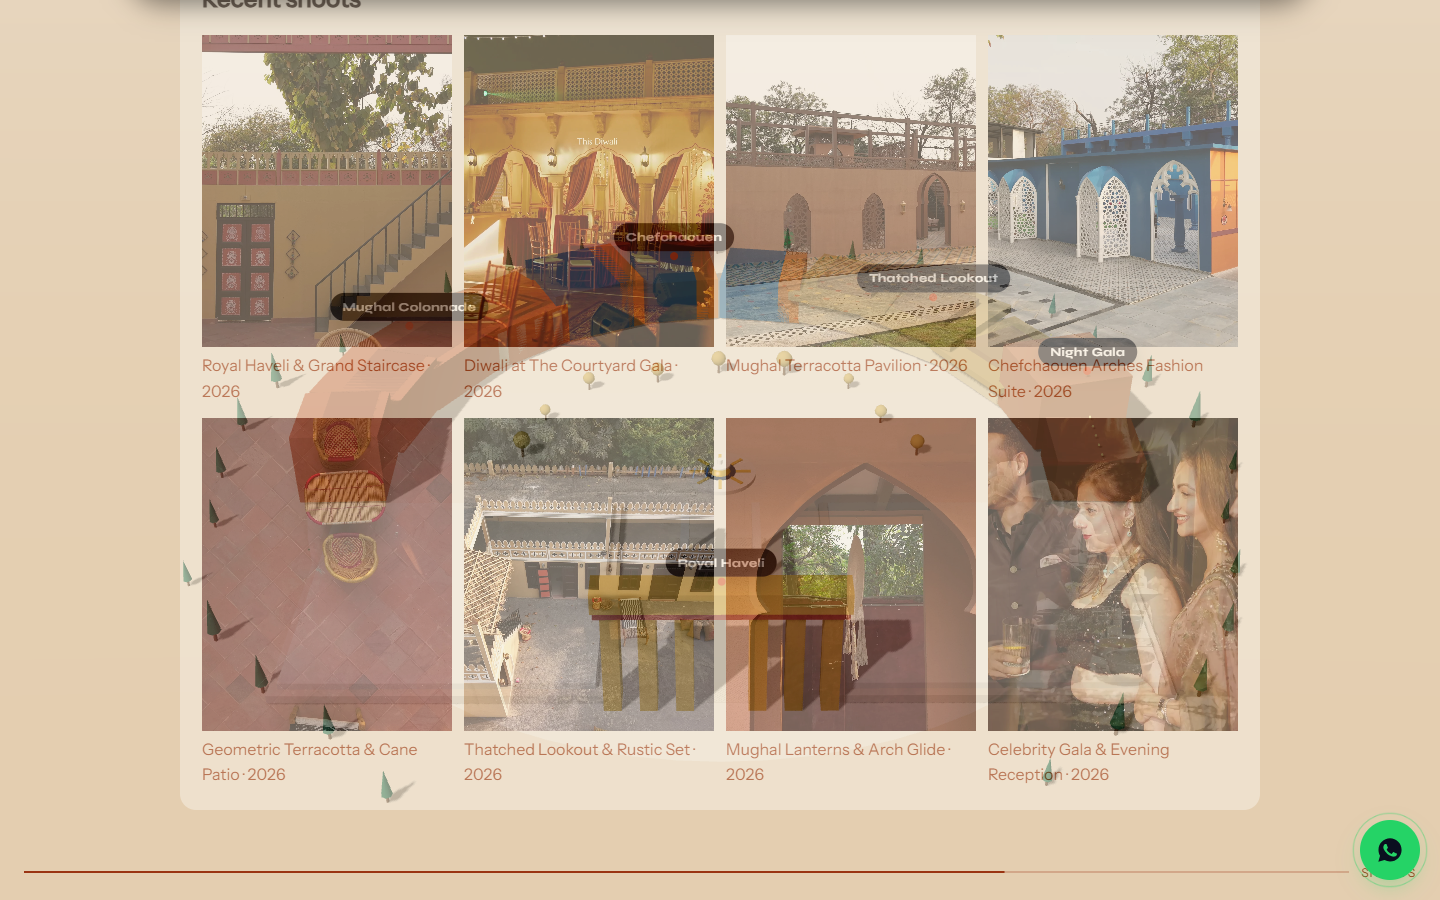 Recent shoots
This Diwali
Chefchaouen
Thatched Lookout
Mughal Colonnade
Night Gala
Royal Haveli & Grand Staircase ·
2026
Diwali at The Courtyard Gala ·
2026
Mughal Terracotta Pavilion · 2026
Chefchaouen Arches Fashion
Suite · 2026
Royal Haveli
Geometric Terracotta & Cane
Patio · 2026
Thatched Lookout & Rustic Set ·
2026
Mughal Lanterns & Arch Glide ·
2026
Celebrity Gala & Evening
Reception · 2026